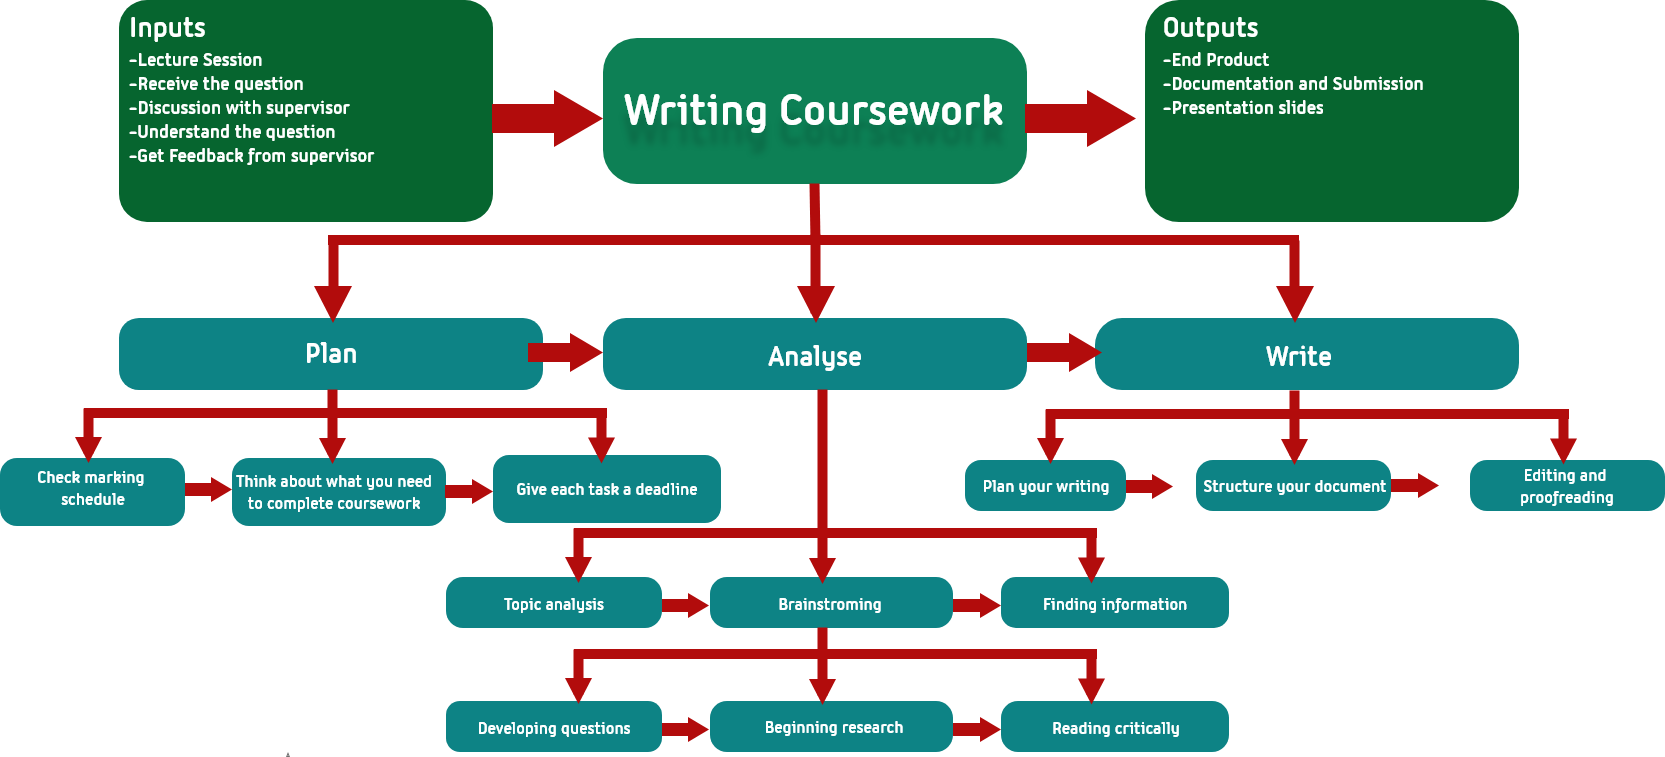 Inputs
-Lecture Session
-Receive the question
-Discussion with supervisor
-Understand the question
-Get Feedback from supervisor
Writing Coursework
Outputs
-End Product
-Documentation and Submission
-Presentation slides
Plan
Analyse
Write
Check marking
schedule
Think about what you need
to complete coursework
Give each task a deadline
Plan your writing
Structure your document
Editing and
proofreading
Topic analysis
Brainstroming
Finding information
Developing questions
Beginning research
Reading critically